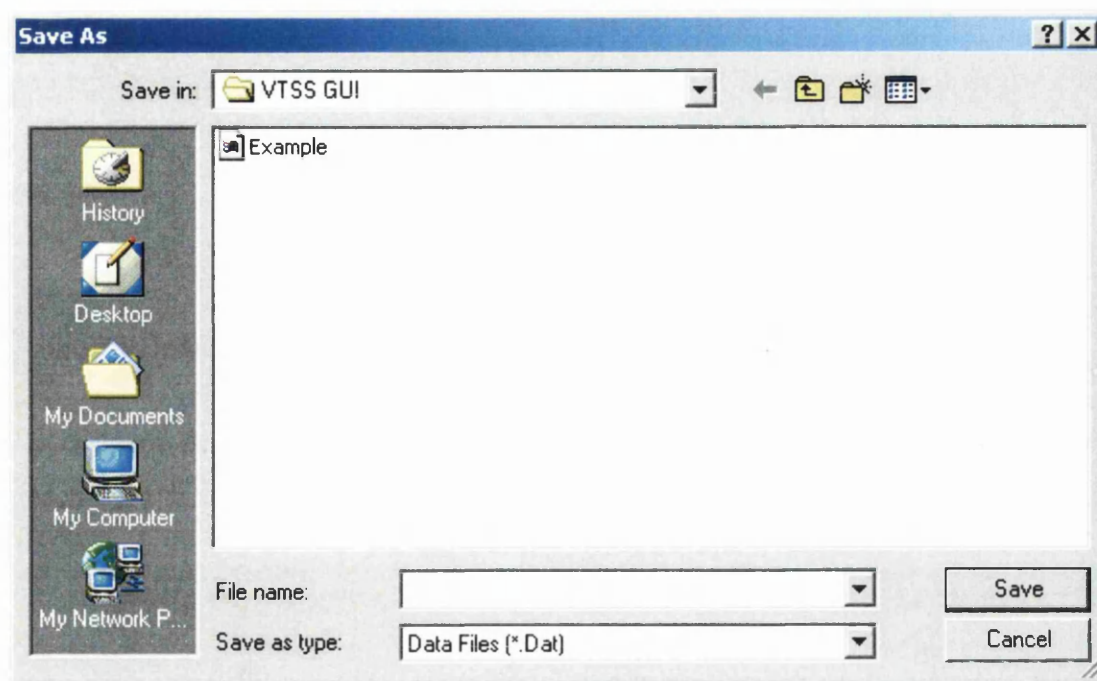 Save As
Save in: VTSS GUI
Example
History
Desktop
My Documents
My Computer
My Network P...
File name:
Save
Save as type: Data Files (*.Dat)
Cancel